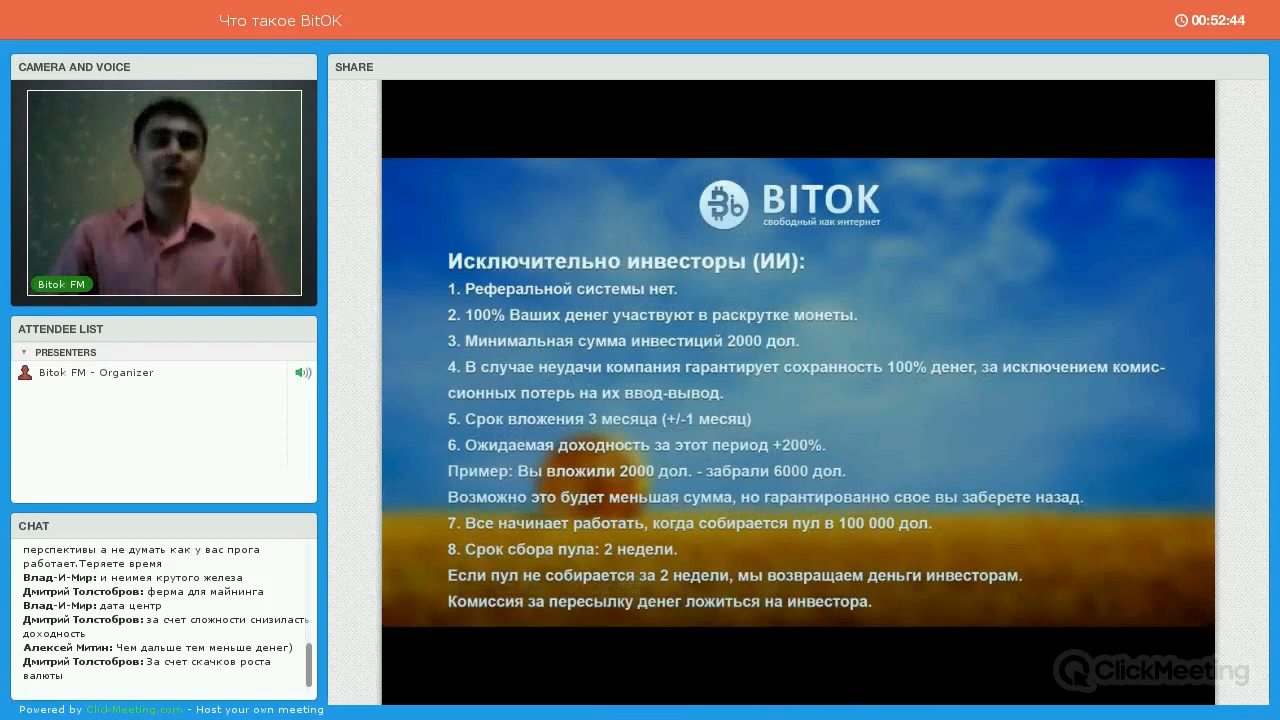 Что такое BitOK
00:52:44
CAMERA AND VOICE
Bitok FM
ATTENDEE LIST
PRESENTERS
Bitok FM - Organizer
CHAT
перспективы а не думать как у вас прога
работает.Теряете время
Влад-И-Мир: и неимея крутого железа
Дмитрий Толстобров: ферма для майнинга
Влад-И-Мир: дата центр
Дмитрий Толстобров: за счет сложности снизиласть
доходность
Алексей Митин: Чем дальше тем меньше денег)
Дмитрий Толстобров: За счет скачков роста
валюты
SHARE
BITOK
свободный как интернет
Исключительно инвесторы (ИИ):
1. Реферальной системы нет.
2. 100% Ваших денег участвуют в раскрутке монеты.
3. Минимальная сумма инвестиций 2000 дол.
4. В случае неудачи компания гарантирует сохранность 100% денег, за исключением комис-
сионных потерь на их ввод-вывод.
5. Срок вложения 3 месяца (+/-1 месяц)
6. Ожидаемая доходность за этот период +200%.
Пример: Вы вложили 2000 дол. - забрали 6000 дол.
Возможно это будет меньшая сумма, но гарантированно свое вы заберете назад.
7. Все начинает работать, когда собирается пул в 100 000 дол.
8. Срок сбора пула: 2 недели.
Если пул не собирается за 2 недели, мы возвращаем деньги инвесторам.
Комиссия за пересылку денег ложиться на инвестора.
ClickMeeting
Powered by ClickMeeting.com - Host your own meeting